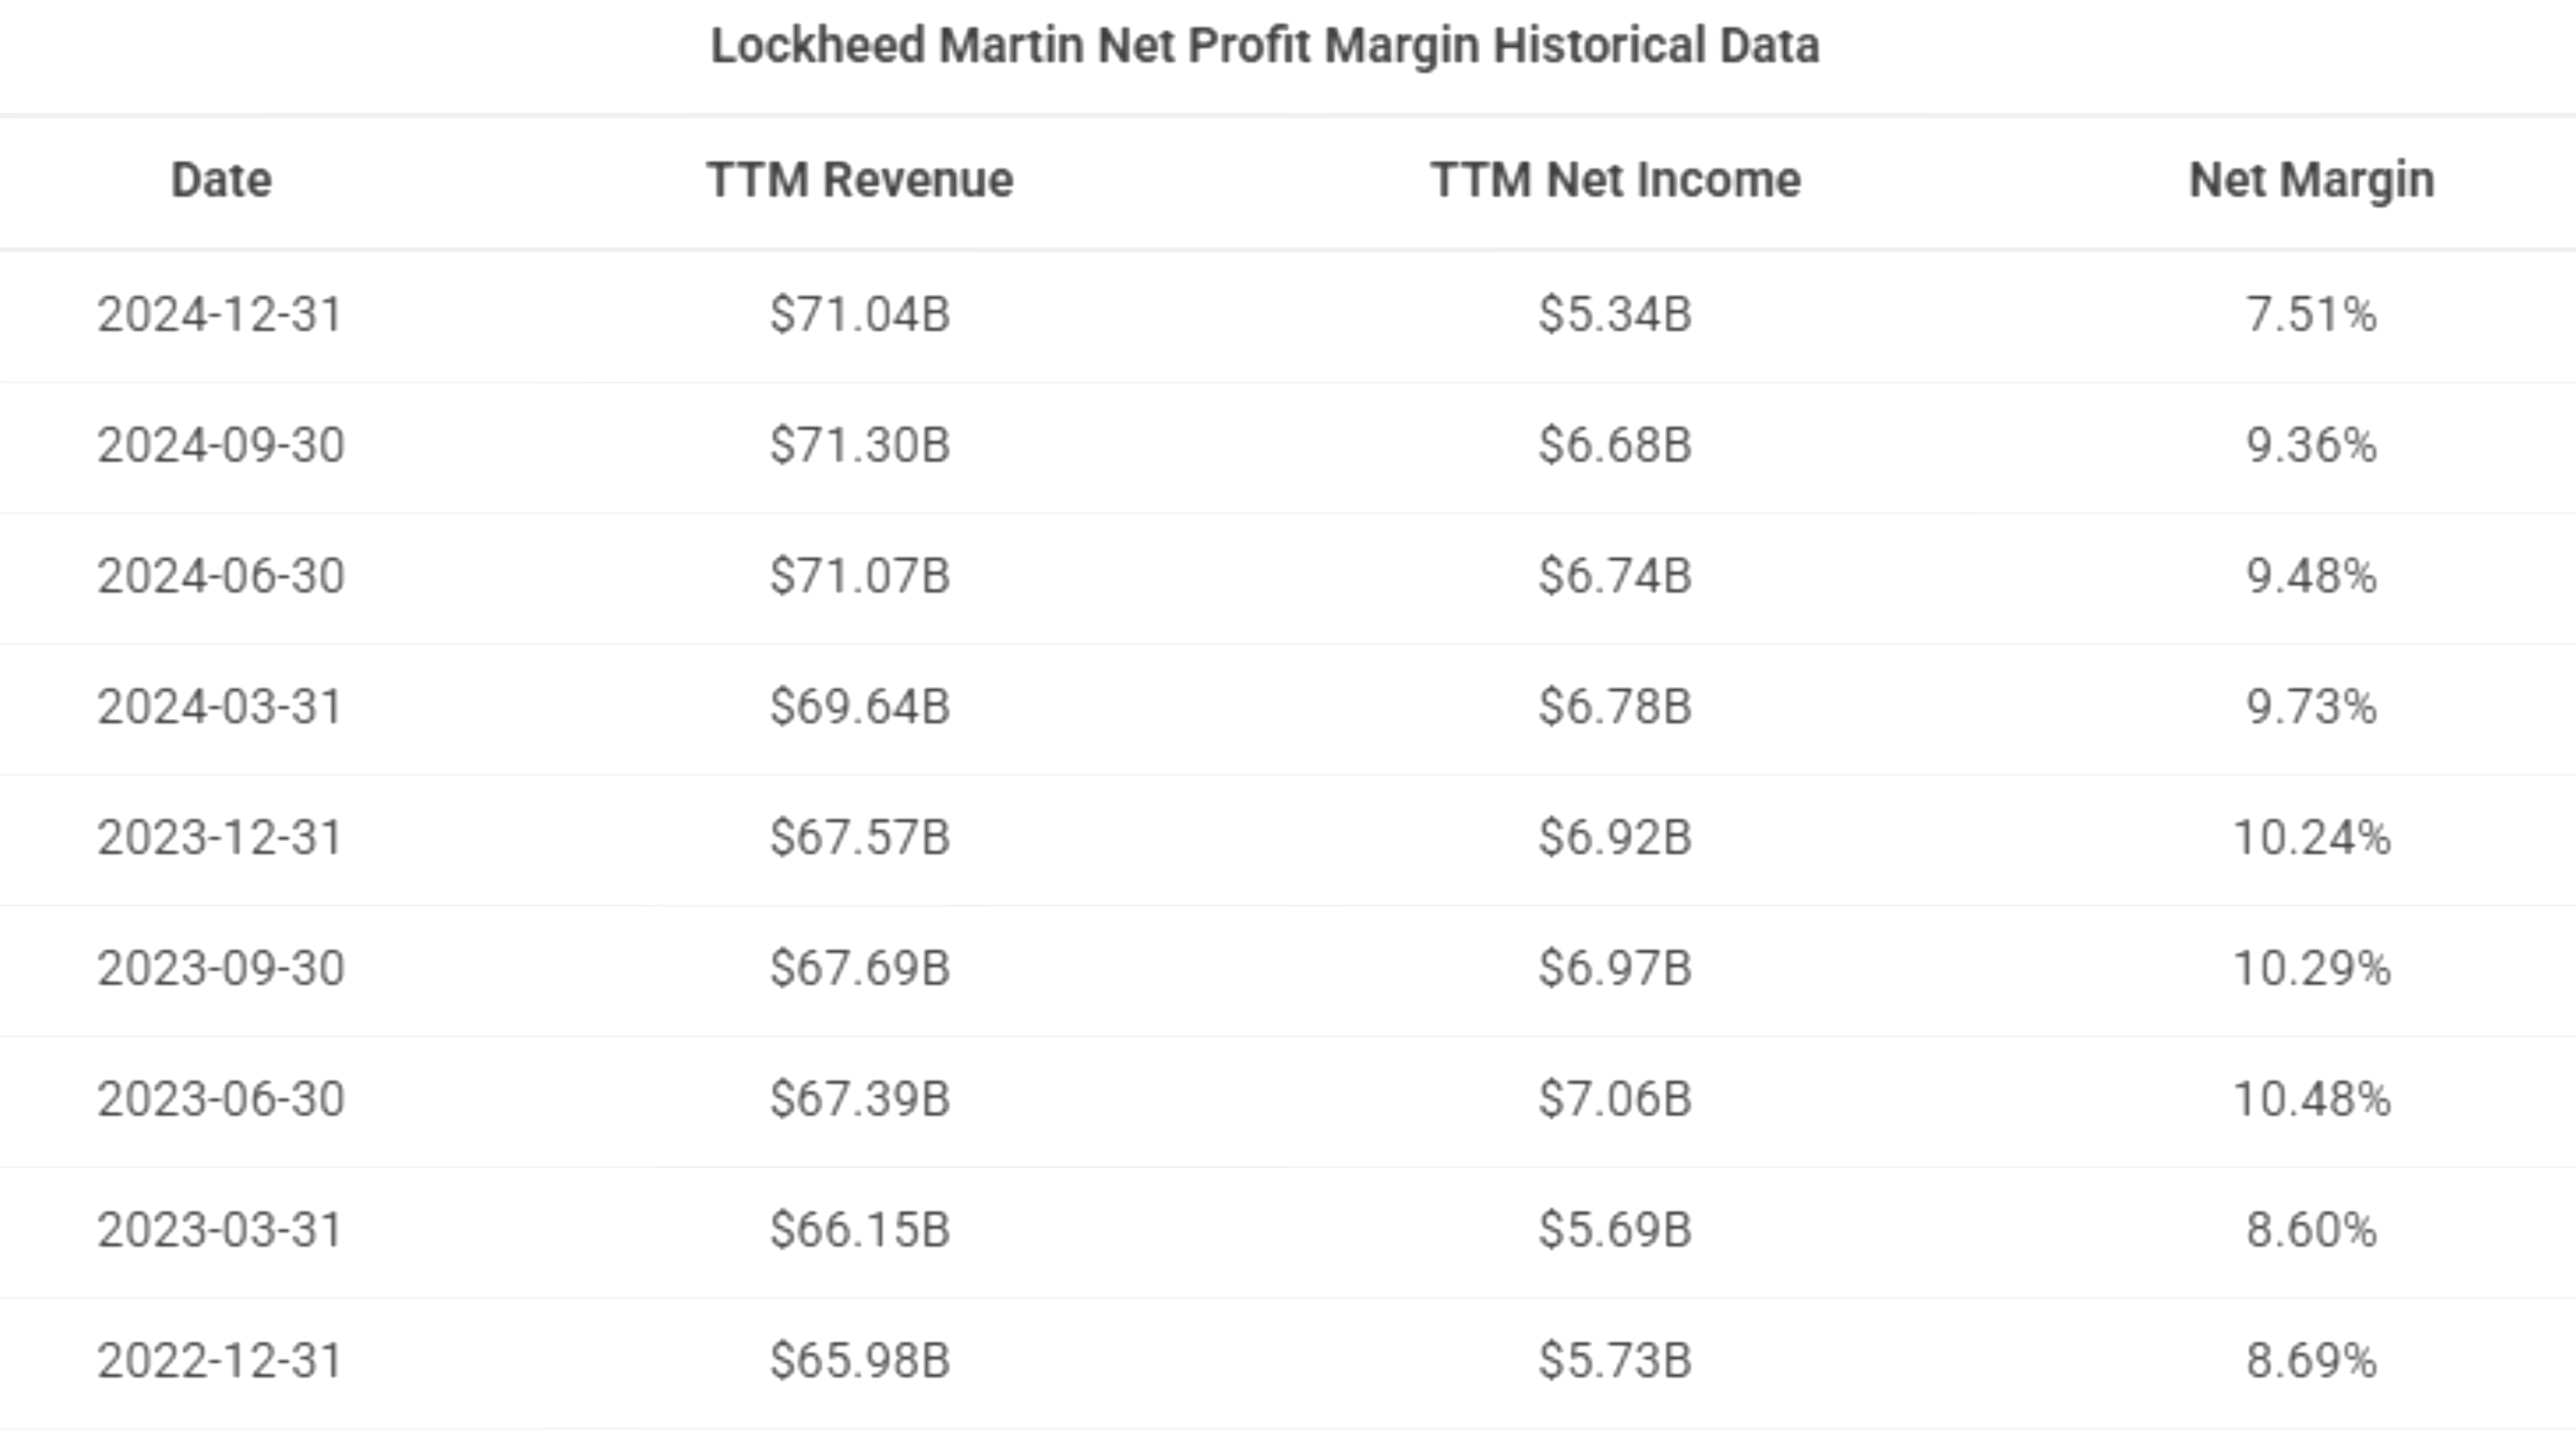 Lockheed Martin Net Profit Margin Historical Data
Date TTM Revenue TTM Net Income Net Margin
2024-12-31 $71.04B $5.34B 7.51%
2024-09-30 $71.30B $6.68B 9.36%
2024-06-30 $71.07B $6.74B 9.48%
2024-03-31 $69.64B $6.78B 9.73%
2023-12-31 $67.57B $6.92B 10.24%
2023-09-30 $67.69B $6.97B 10.29%
2023-06-30 $67.39B $7.06B 10.48%
2023-03-31 $66.15B $5.69B 8.60%
2022-12-31 $65.98B $5.73B 8.69%